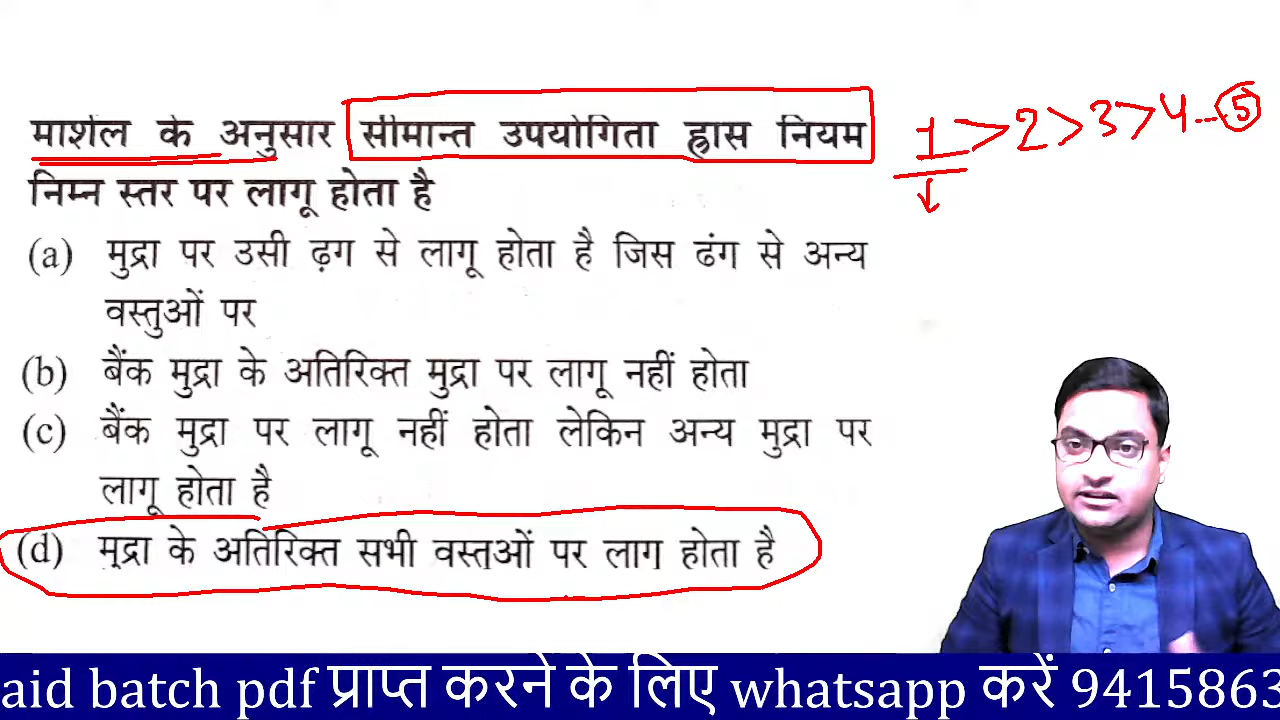 मार्शल के अनुसार सीमान्त उपयोगिता ह्रास नियम
निम्न स्तर पर लागू होता है
(a) मुद्रा पर उसी ढ़ग से लागू होता है जिस ढंग से अन्य
वस्तुओं पर
(b) बैंक मुद्रा के अतिरिक्त मुद्रा पर लागू नहीं होता
(c) बैंक मुद्रा पर लागू नहीं होता लेकिन अन्य मुद्रा पर
लागू होता है
(d) मुद्रा के अतिरिक्त सभी वस्तुओं पर लागू होता है
1 > 2 > 3 > 4 ... 5
aid batch pdf प्राप्त करने के लिए whatsapp करें 9415863